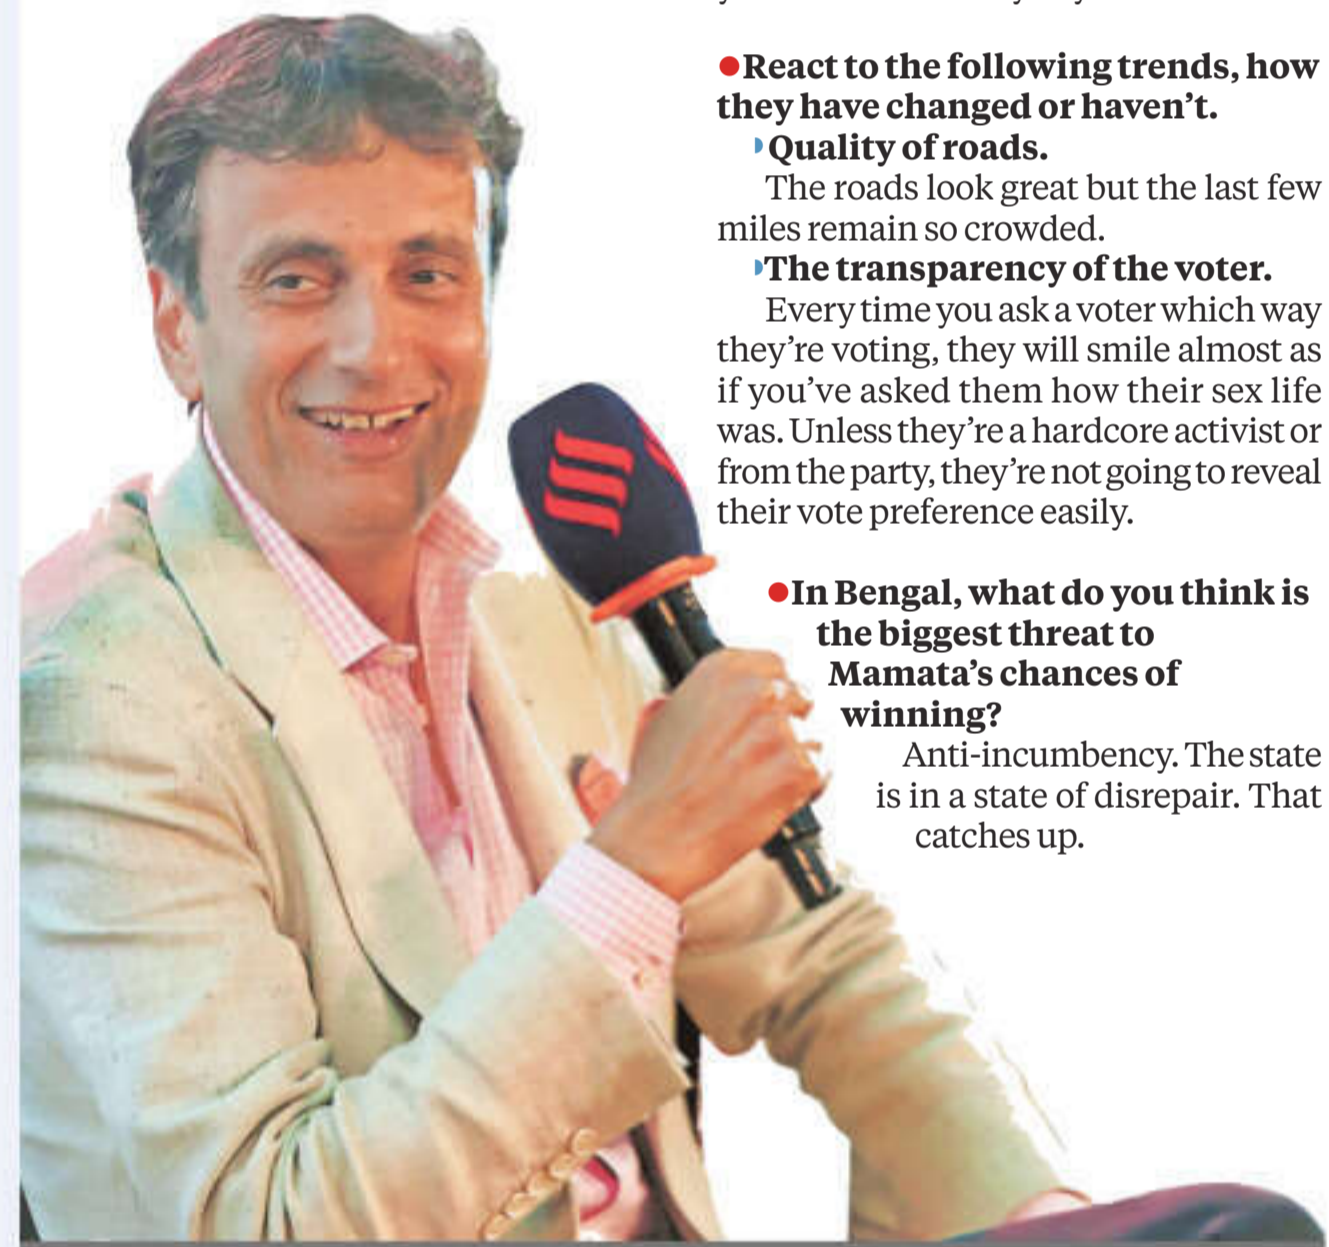 ●React to the following trends, how
they have changed or haven't.
Quality of roads.
The roads look great but the last few
miles remain so crowded.
The transparency of the voter.
Every time you ask a voter which way
they're voting, they will smile almost as
if you've asked them how their sex life
was. Unless they're a hardcore activist or
from the party, they're not going to reveal
their vote preference easily.
●In Bengal, what do you think is
the biggest threat to
Mamata's chances of
winning?
Anti-incumbency. The state
is in a state of disrepair. That
catches up.